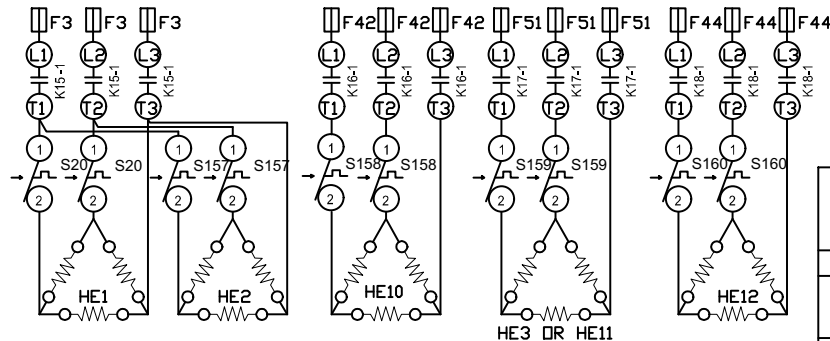 F3 F3 F3 F42 F42 F42 F51 F51 F51 F44 F44 F44
L1 L2 L3 L1 L2 L3 L1 L2 L3 L1 L2 L3
K15-1 K15-1 K15-1 K16-1 K16-1 K16-1 K17-1 K17-1 K17-1 K18-1 K18-1 K18-1
T1 T2 T3 T1 T2 T3 T1 T2 T3 T1 T2 T3
1 1 1 1 1 1 1 1 1 1
S20 S20 S157 S157 S158 S158 S159 S159 S160 S160
2 2 2 2 2 2 2 2 2 2
HE1 HE2 HE10 HE12
HE3 OR HE11